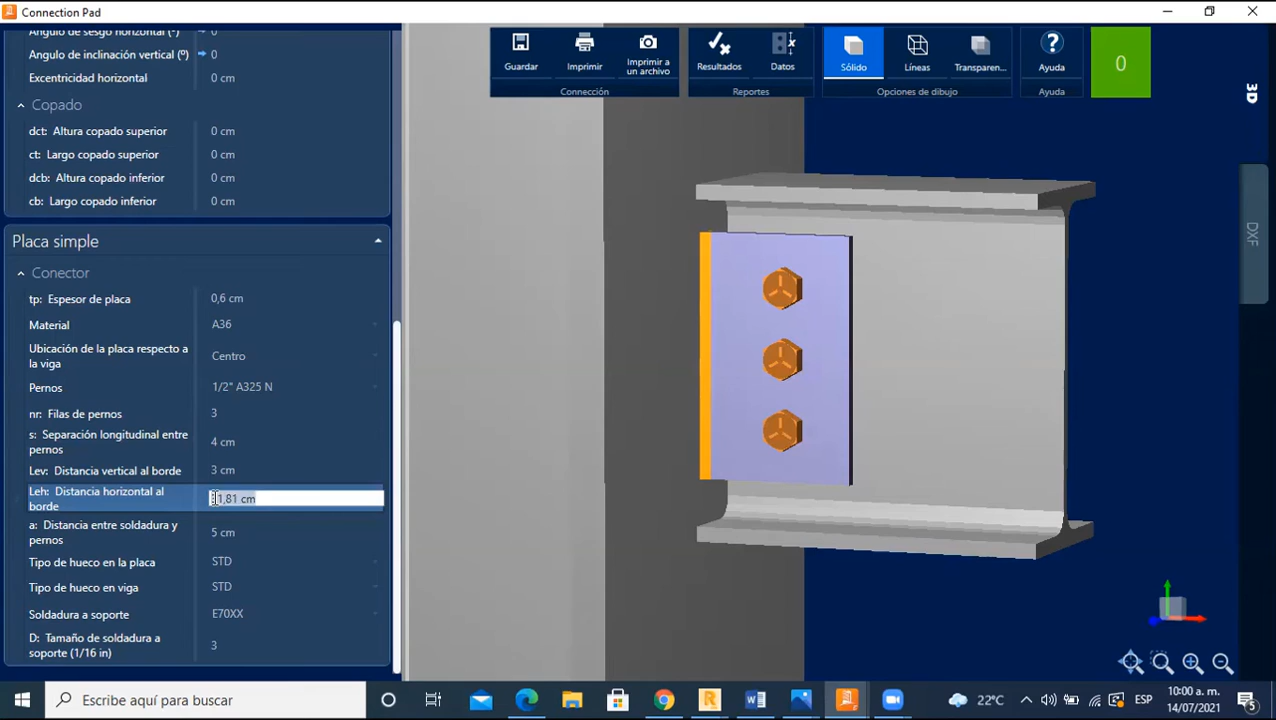 Connection Pad
Ángulo de sesgo horizontal (º) 0
Ángulo de inclinación vertical (º) 0
Excentricidad horizontal 0 cm
Copado
dct: Altura copado superior 0 cm
ct: Largo copado superior 0 cm
dcb: Altura copado inferior 0 cm
cb: Largo copado inferior 0 cm
Placa simple
Conector
tp: Espesor de placa 0,6 cm
Material A36
Ubicación de la placa respecto a
la viga
Centro
Pernos 1/2" A325 N
nr: Filas de pernos 3
s: Separación longitudinal entre
pernos
4 cm
Lev: Distancia vertical al borde 3 cm
Leh: Distancia horizontal al
borde
1,81 cm
a: Distancia entre soldadura y
pernos
5 cm
Tipo de hueco en la placa STD
Tipo de hueco en viga STD
Soldadura a soporte E70XX
D: Tamaño de soldadura a
soporte (1/16 in)
3
Guardar Imprimir Imprimir a
un archivo
Conección
Resultados Datos
Reportes
Sólido Líneas Transparen...
Opciones de dibujo
Ayuda
Ayuda
0
3D
DXF
Escribe aquí para buscar
22°C
ESP
10:00 a. m.
14/07/2021
5